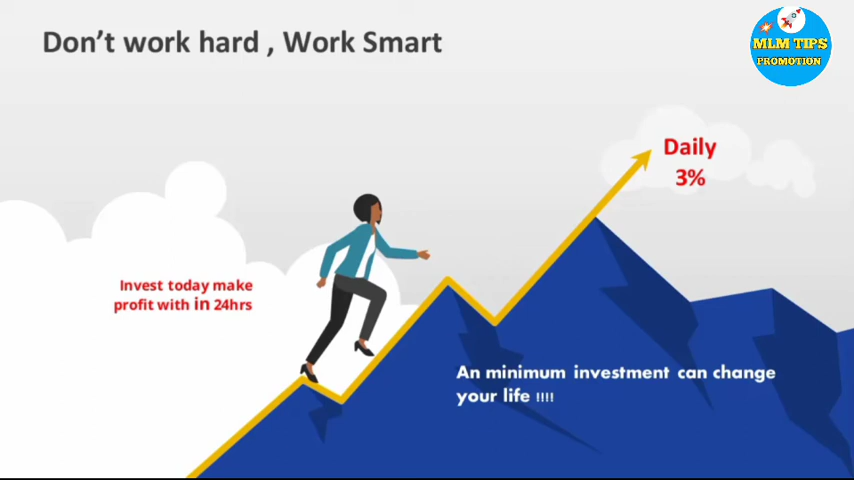 Don't work hard , Work Smart
MLM TIPS
PROMOTION
Daily
3%
Invest today make
profit with in 24hrs
An minimum investment can change
your life !!!!